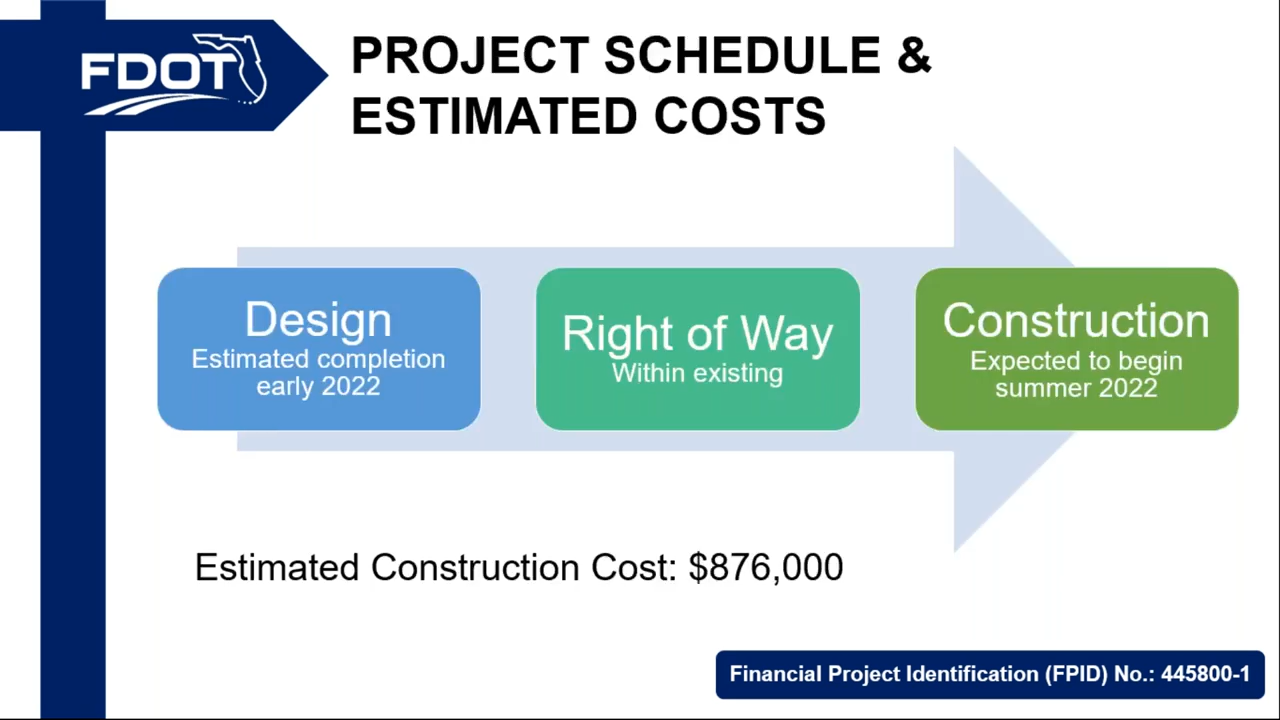 FDOT
PROJECT SCHEDULE &
ESTIMATED COSTS
Design
Estimated completion
early 2022
Right of Way
Within existing
Construction
Expected to begin
summer 2022
Estimated Construction Cost: $876,000
Financial Project Identification (FPID) No.: 445800-1